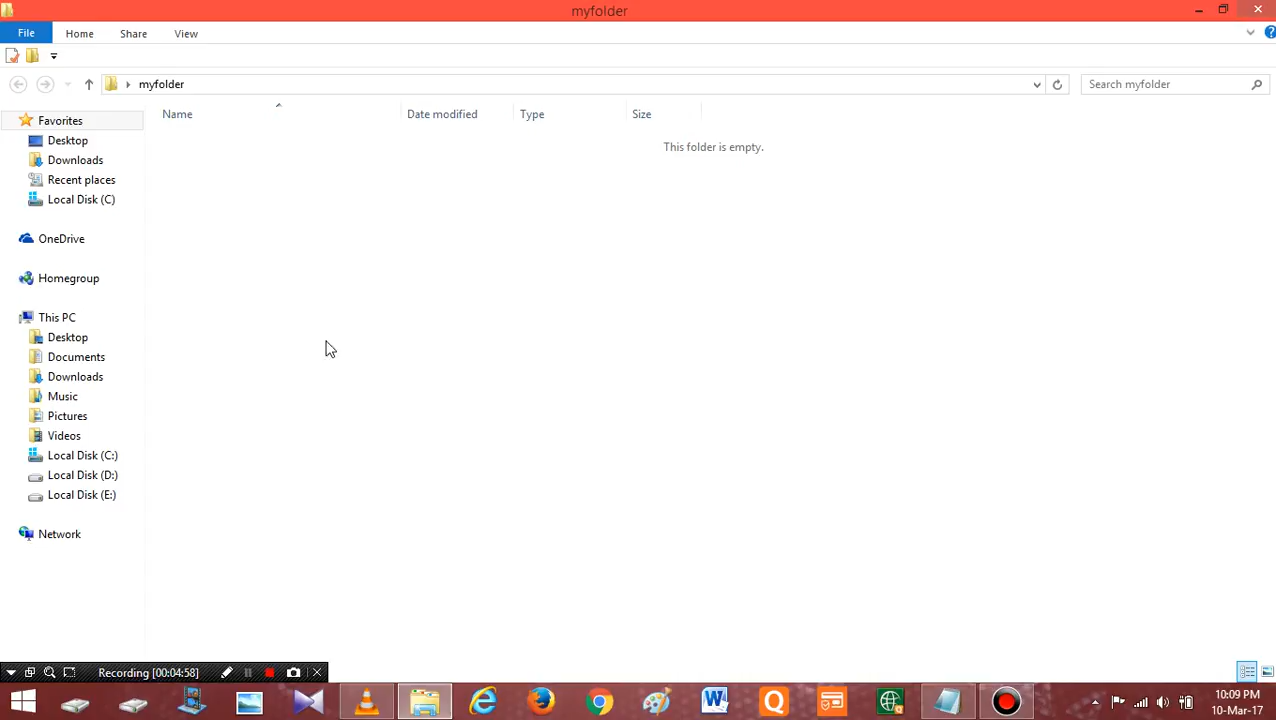 myfolder
File Home Share View
myfolder
Search myfolder
Name Date modified Type Size
This folder is empty.
Favorites
Desktop
Downloads
Recent places
Local Disk (C)
OneDrive
Homegroup
This PC
Desktop
Documents
Downloads
Music
Pictures
Videos
Local Disk (C:)
Local Disk (D:)
Local Disk (E:)
Network
Recording [00:04:58]
10:09 PM
10-Mar-17